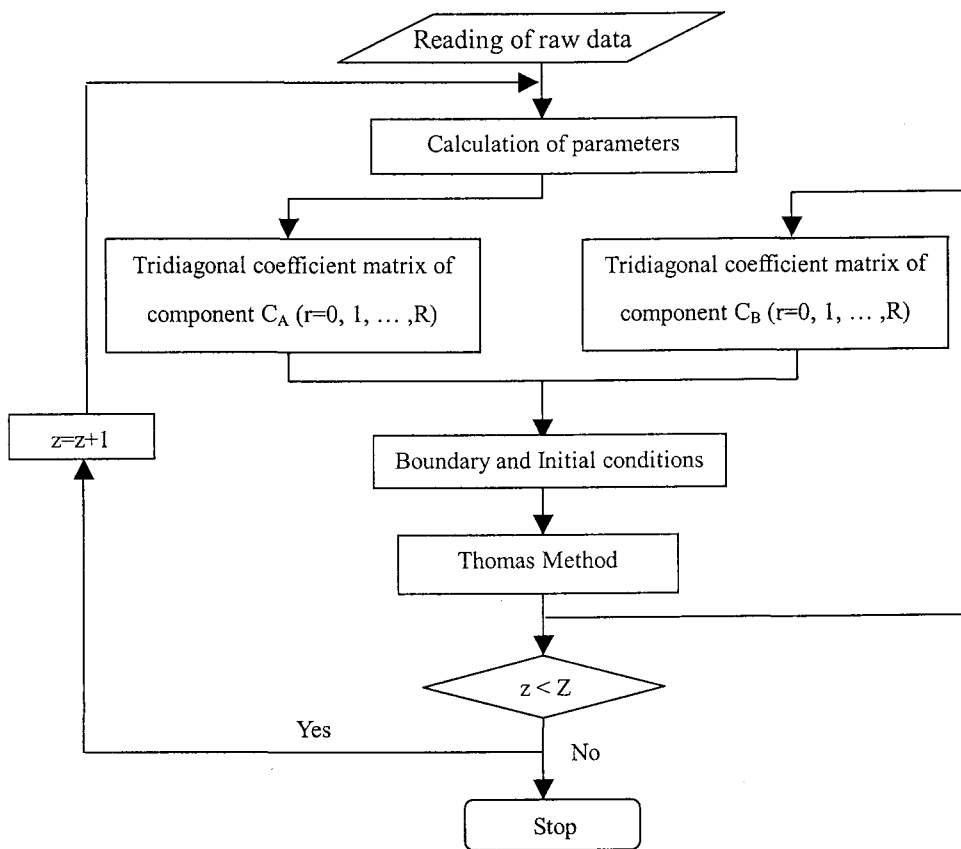 Reading of raw data
Calculation of parameters
Tridiagonal coefficient matrix of
component C_A (r=0, 1, … ,R)
Tridiagonal coefficient matrix of
component C_B (r=0, 1, … ,R)
z=z+1
Boundary and Initial conditions
Thomas Method
z < Z
Yes
No
Stop